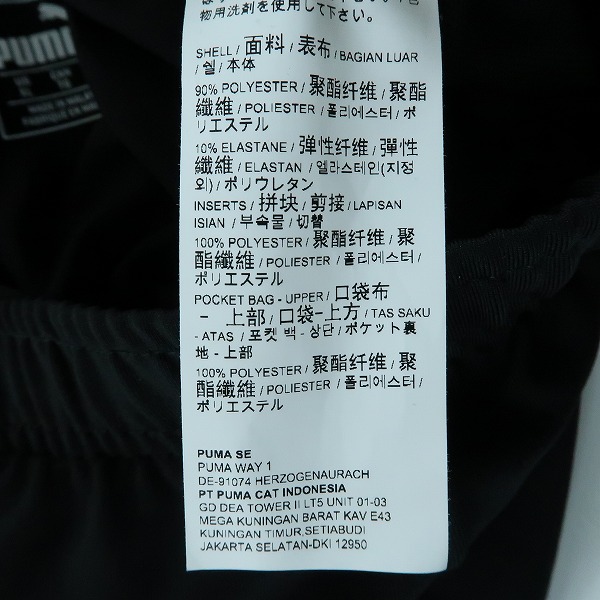 物用洗剤を使用して下さい。
SHELL / 面料 / 表布 / BAGIAN LUAR
/ 쉘 / 本体
90% POLYESTER / 聚酯纤维 / 聚酯
纖維 / POLIESTER / 폴리에스터 / ポ
リエステル
10% ELASTANE / 弹性纤维 / 彈性
纖維 / ELASTAN / 엘라스테인(지정
외) / ポリウレタン
INSERTS / 拼块 / 剪接 / LAPISAN
ISIAN / 부속물 / 切替
100% POLYESTER / 聚酯纤维 / 聚
酯纖維 / POLIESTER / 폴리에스터 /
ポリエステル
POCKET BAG - UPPER / 口袋布
- 上部 / 口袋-上方 / TAS SAKU
- ATAS / 포켓 백 - 상단 / ポケット裏
地 - 上部
100% POLYESTER / 聚酯纤维 / 聚
酯纖維 / POLIESTER / 폴리에스터 /
ポリエステル
PUMA SE
PUMA WAY 1
DE-91074 HERZOGENAURACH
PT PUMA CAT INDONESIA
GD DEA TOWER II LT5 UNIT 01-03
MEGA KUNINGAN BARAT KAV E43
KUNINGAN TIMUR,SETIABUDI
JAKARTA SELATAN-DKI 12950
PUMA